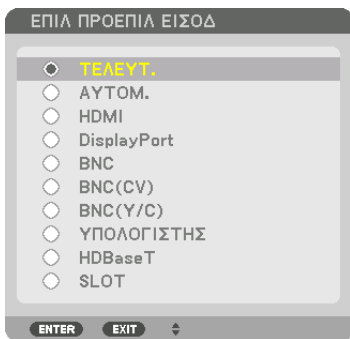 ΕΠΙΛ ΠΡΟΕΠΙΛ ΕΙΣΟΔ
ΤΕΛΕΥΤ.
ΑΥΤΟΜ.
HDMI
DisplayPort
BNC
BNC(CV)
BNC(Y/C)
ΥΠΟΛΟΓΙΣΤΗΣ
HDBaseT
SLOT
ENTER EXIT